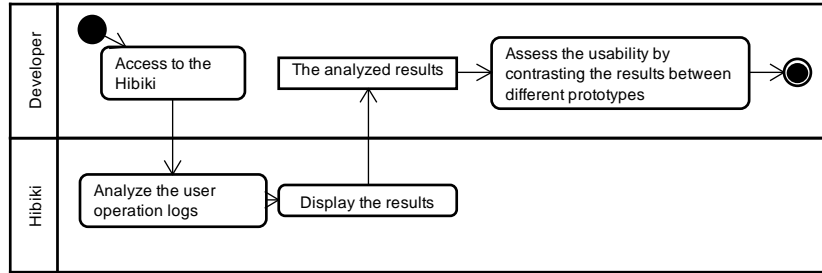 Developer
Access to the
Hibiki
The analyzed results
Assess the usability by
contrasting the results between
different prototypes
Hibiki
Analyze the user
operation logs
Display the results